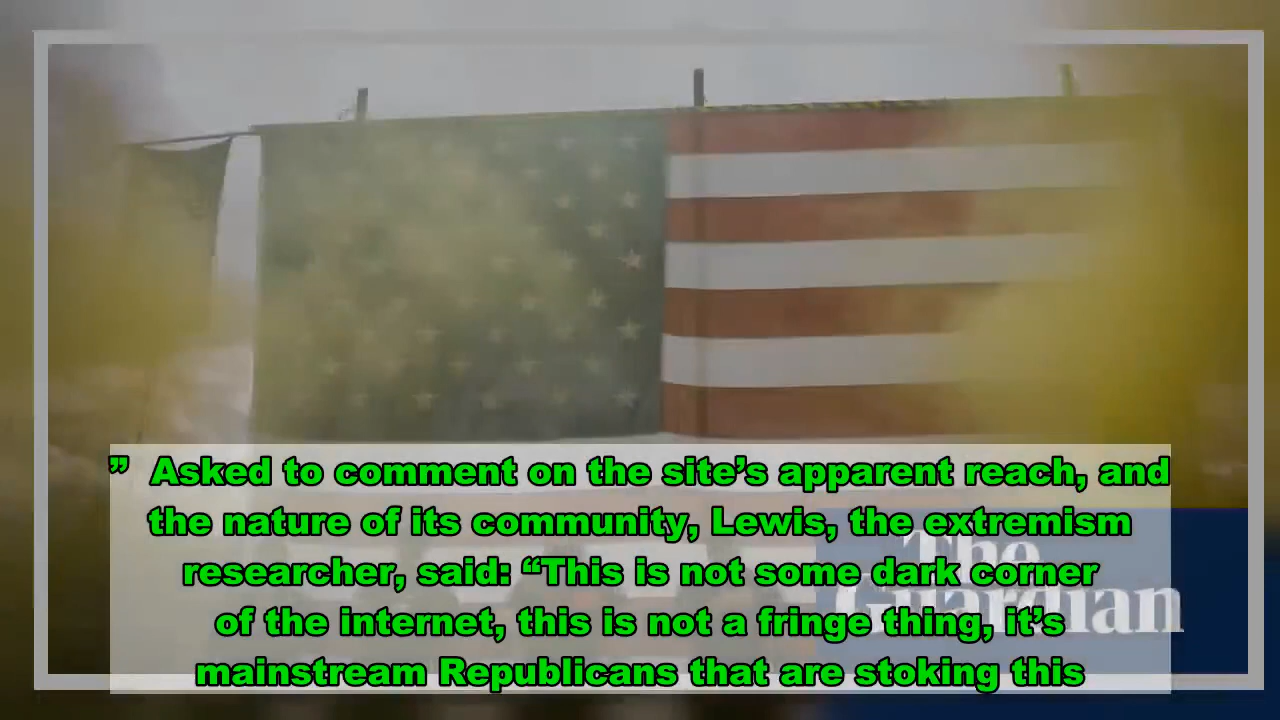 ” Asked to comment on the site’s apparent reach, and
the nature of its community, Lewis, the extremism
researcher, said: “This is not some dark corner
of the internet, this is not a fringe thing, it’s
mainstream Republicans that are stoking this
The
Guardian